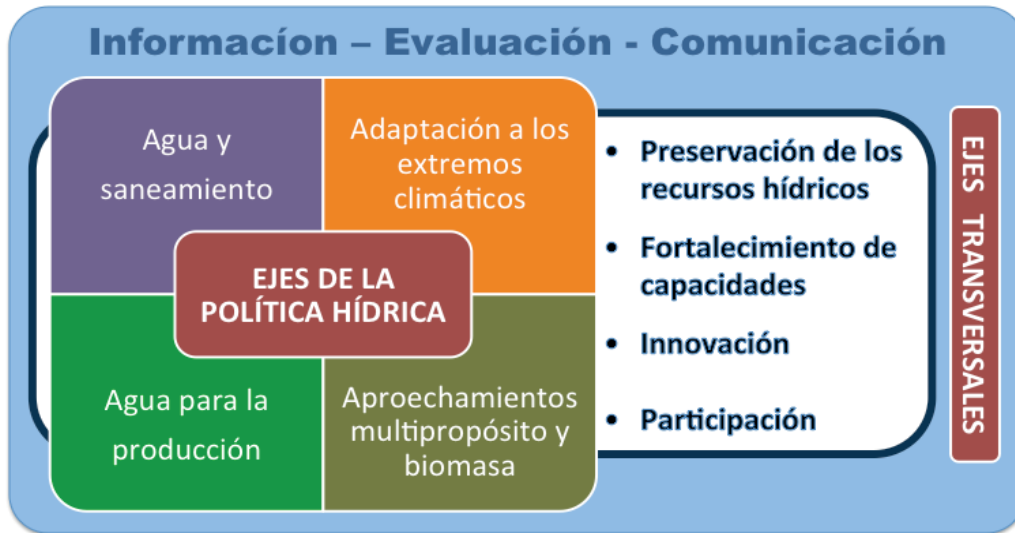 Informacíon – Evaluación - Comunicación
Agua y
saneamiento
Adaptación a los
extremos
climáticos
EJES DE LA
POLÍTICA HÍDRICA
Agua para la
producción
Aproechamientos
multipropósito y
biomasa
• Preservación de los
recursos hídricos
• Fortalecimiento de
capacidades
• Innovación
• Participación
EJES TRANSVERSALES